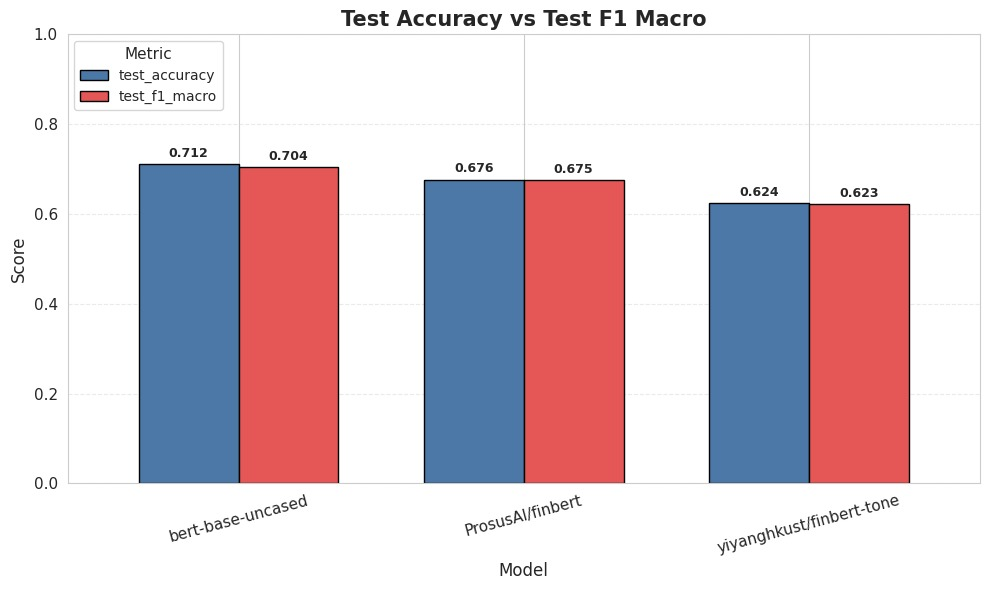 Test Accuracy vs Test F1 Macro
Metric
test_accuracy
test_f1_macro
Score
1.0
0.8
0.6
0.4
0.2
0.0
0.712
0.704
0.676
0.675
0.624
0.623
bert-base-uncased
ProsusAI/finbert
yiyanghkust/finbert-tone
Model